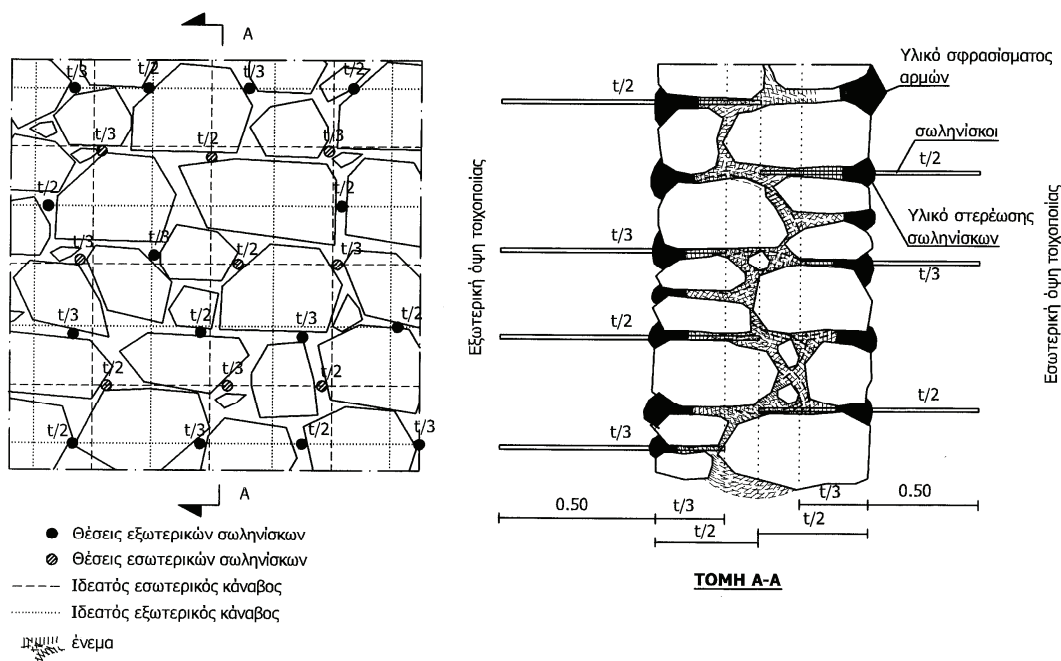 A
t/3
t/2
t/3
t/2
t/3
t/2
t/3
t/2
t/2
t/3
t/3
t/2
t/3
t/3
t/2
t/3
t/2
t/2
t/3
t/2
t/2
t/3
t/2
t/3
A
Θέσεις εξωτερικών σωληνίσκων
Θέσεις εσωτερικών σωληνίσκων
Ιδεατός εσωτερικός κάναβος
Ιδεατός εξωτερικός κάναβος
ένεμα
Εξωτερική όψη τοιχοποιίας
t/2
t/3
t/2
t/3
Υλικό σφρασίσματος
αρμών
σωληνίσκοι
t/2
Υλικό στερέωσης
σωληνίσκων
t/3
t/2
Εσωτερική όψη τοιχοποιίας
0.50
t/3
t/2
t/3
t/2
0.50
ΤΟΜΗ Α-Α